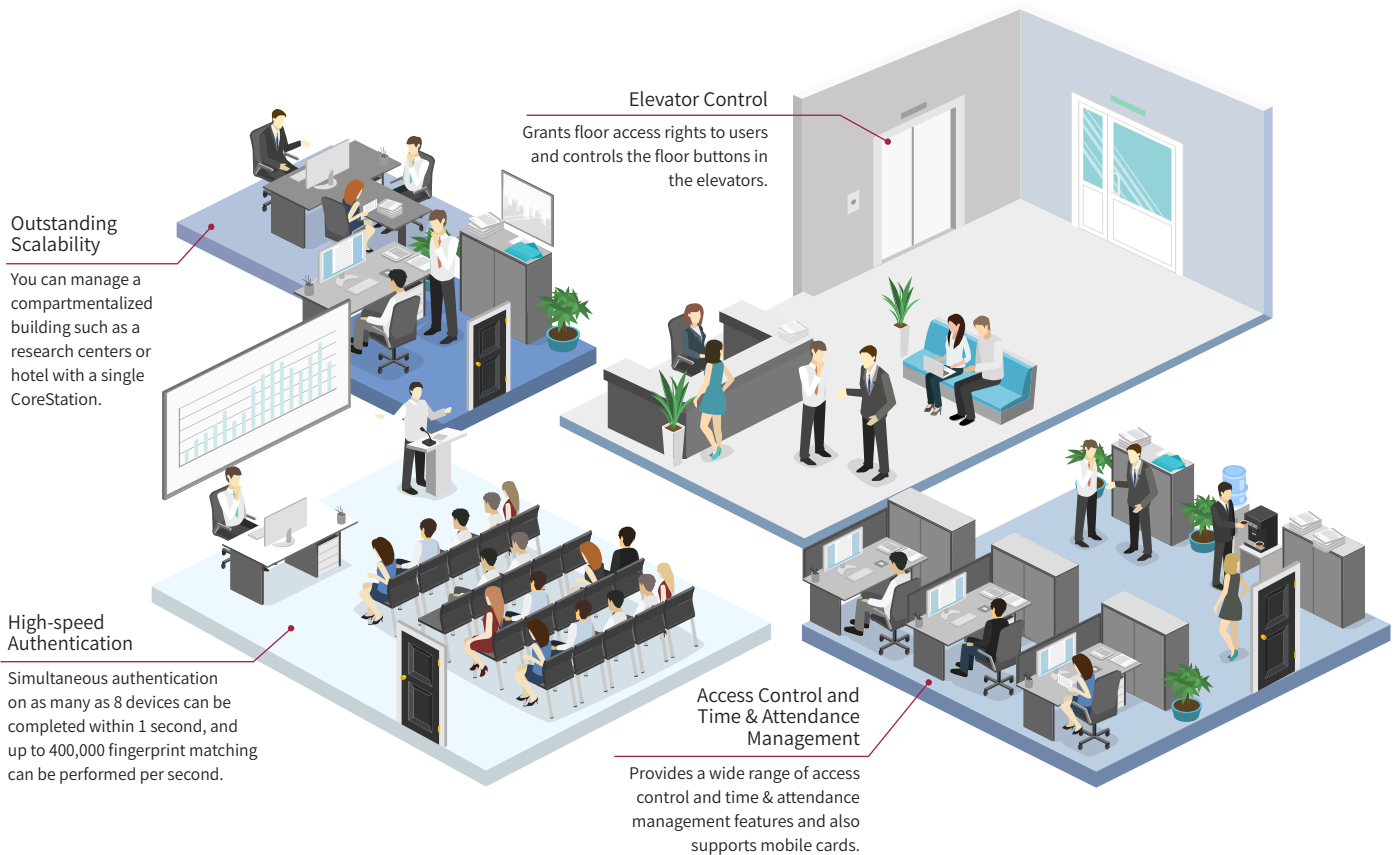 Elevator Control
Grants floor access rights to users
and controls the floor buttons in
the elevators.
Outstanding
Scalability
You can manage a
compartmentalized
building such as a
research centers or
hotel with a single
CoreStation.
High-speed
Authentication
Simultaneous authentication
on as many as 8 devices can be
completed within 1 second, and
up to 400,000 fingerprint matching
can be performed per second.
Access Control and
Time & Attendance
Management
Provides a wide range of access
control and time & attendance
management features and also
supports mobile cards.